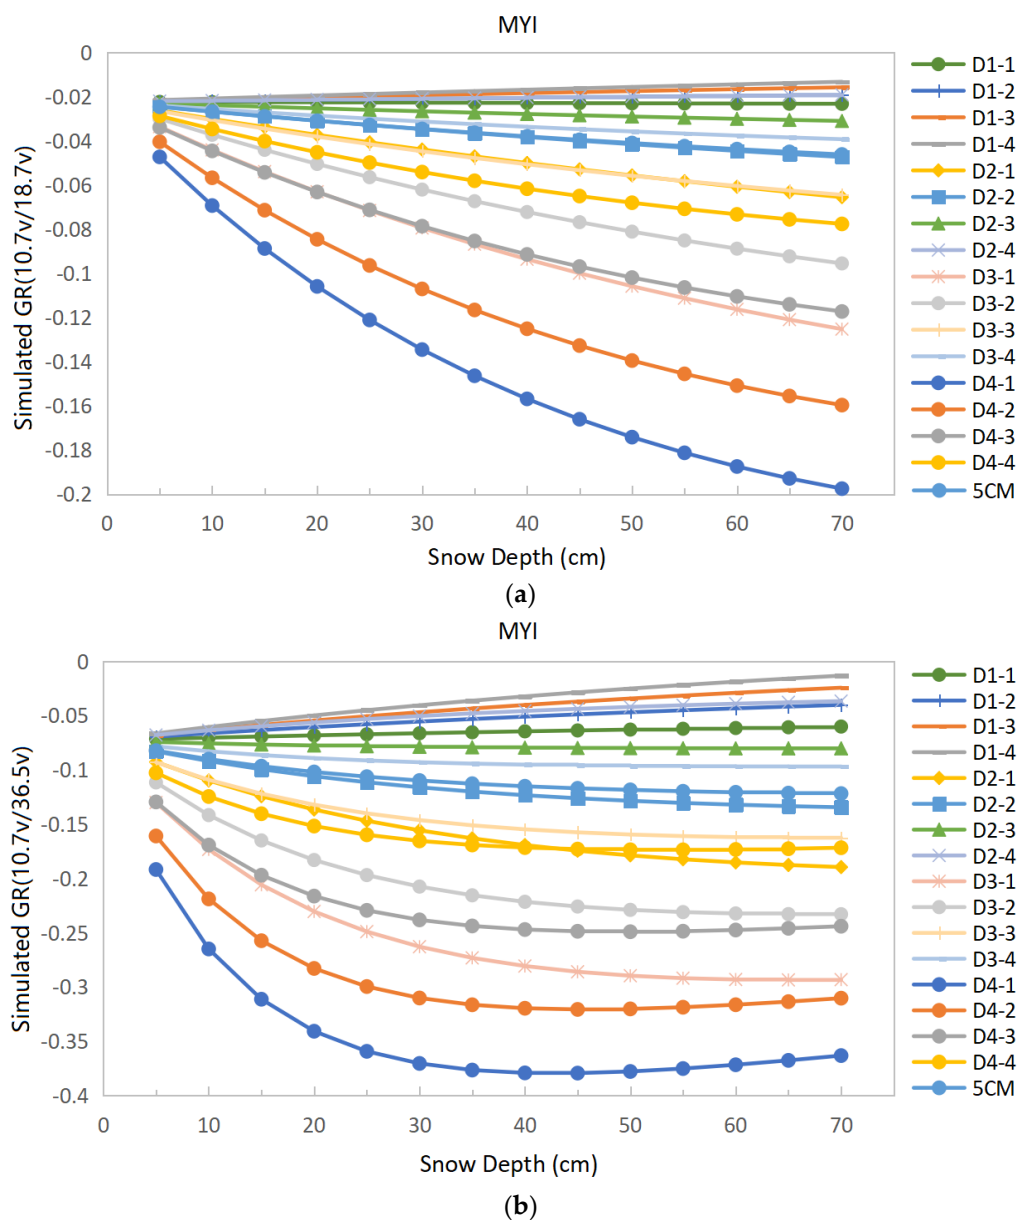 MYI
0
-0.02
-0.04
-0.06
-0.08
-0.1
-0.12
-0.14
-0.16
-0.18
-0.2
Simulated GR(10.7v/18.7v)
0 10 20 30 40 50 60 70
Snow Depth (cm)
D1-1
D1-2
D1-3
D1-4
D2-1
D2-2
D2-3
D2-4
D3-1
D3-2
D3-3
D3-4
D4-1
D4-2
D4-3
D4-4
5CM
(a)
MYI
0
-0.05
-0.1
-0.15
-0.2
-0.25
-0.3
-0.35
-0.4
Simulated GR(10.7v/36.5v)
0 10 20 30 40 50 60 70
Snow Depth (cm)
D1-1
D1-2
D1-3
D1-4
D2-1
D2-2
D2-3
D2-4
D3-1
D3-2
D3-3
D3-4
D4-1
D4-2
D4-3
D4-4
5CM
(b)